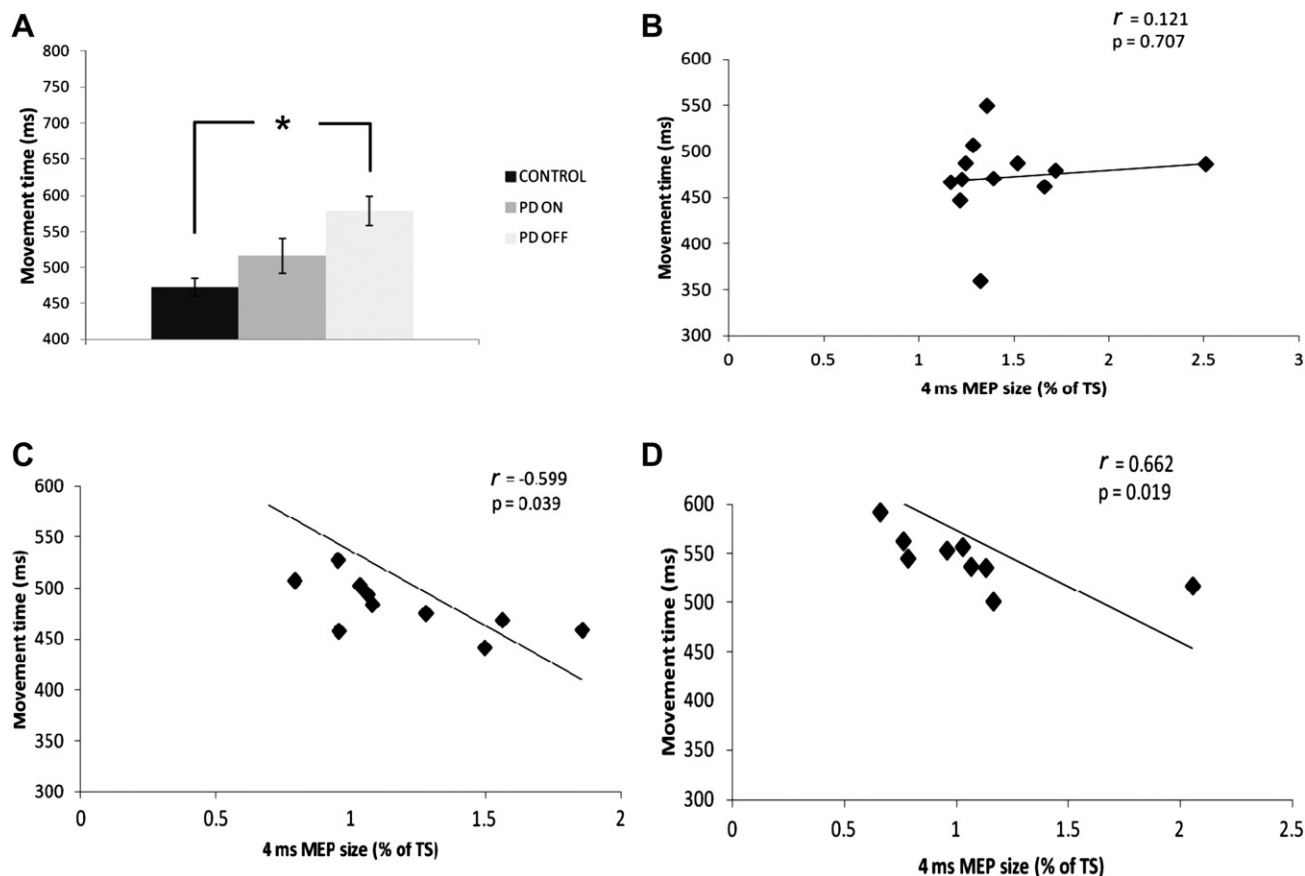 A
800
750
700
650
600
550
500
450
400
Movement time (ms)
*
CONTROL
PD ON
PD OFF
B
r = 0.121
p = 0.707
600
550
500
450
400
350
300
Movement time (ms)
0 0.5 1 1.5 2 2.5 3
4 ms MEP size (% of TS)
C
r = -0.599
p = 0.039
600
550
500
450
400
350
300
Movement time (ms)
0 0.5 1 1.5 2
4 ms MEP size (% of TS)
D
r = 0.662
p = 0.019
600
550
500
450
400
350
300
Movement time (ms)
0 0.5 1 1.5 2 2.5
4 ms MEP size (% of TS)